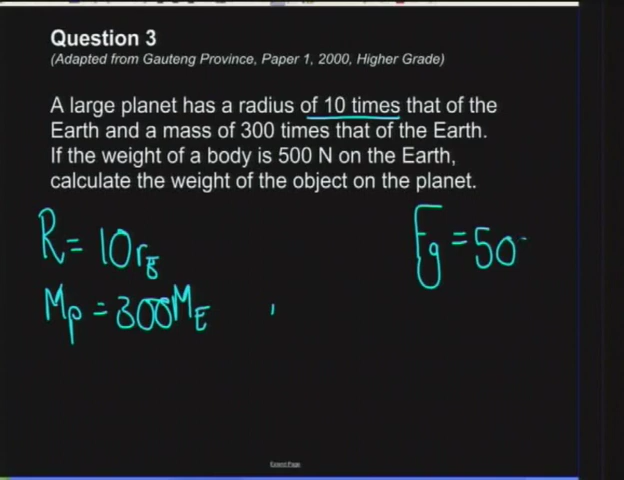 Question 3
(Adapted from Gauteng Province, Paper 1, 2000, Higher Grade)
A large planet has a radius of 10 times that of the
Earth and a mass of 300 times that of the Earth.
If the weight of a body is 500 N on the Earth,
calculate the weight of the object on the planet.
R = 10rE
Fg = 50
Mp = 300ME
Extend Page